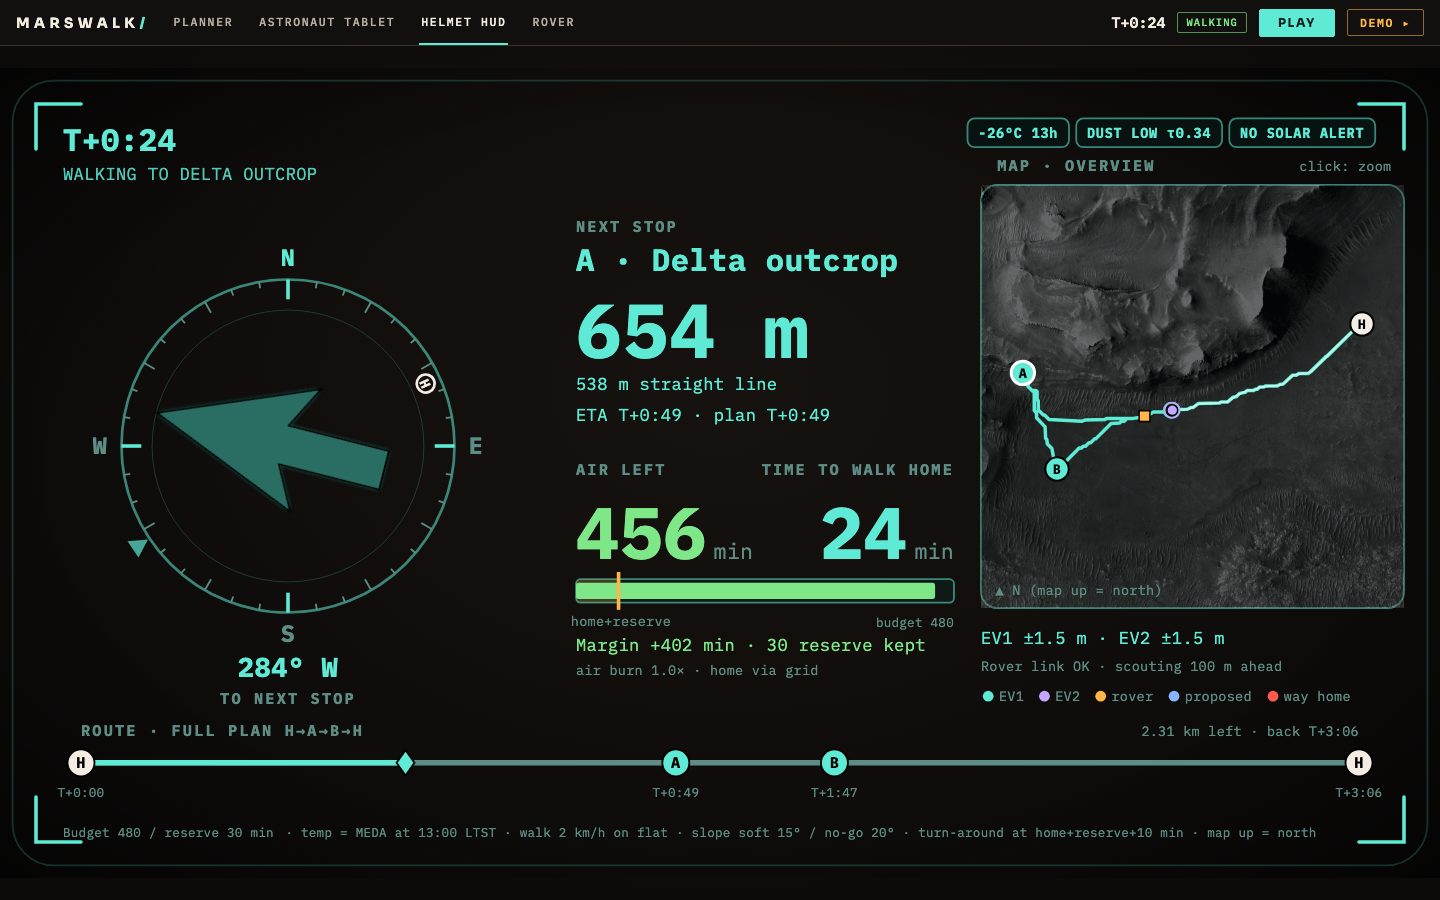 MARSWALK/ PLANNER ASTRONAUT TABLET HELMET HUD ROVER T+0:24 WALKING PLAY DEMO ▸
T+0:24
WALKING TO DELTA OUTCROP
-26°C 13h DUST LOW τ0.34 NO SOLAR ALERT
MAP · OVERVIEW click: zoom
N
W
E
S
H
284° W
TO NEXT STOP
NEXT STOP
A · Delta outcrop
654 m
538 m straight line
ETA T+0:49 · plan T+0:49
AIR LEFT TIME TO WALK HOME
456 min 24 min
home+reserve budget 480
Margin +402 min · 30 reserve kept
air burn 1.0× · home via grid
H
A
B
▲ N (map up = north)
EV1 ±1.5 m · EV2 ±1.5 m
Rover link OK · scouting 100 m ahead
EV1 EV2 rover proposed way home
ROUTE · FULL PLAN H→A→B→H 2.31 km left · back T+3:06
H A B H
T+0:00 T+0:49 T+1:47 T+3:06
Budget 480 / reserve 30 min · temp = MEDA at 13:00 LTST · walk 2 km/h on flat · slope soft 15° / no-go 20° · turn-around at home+reserve+10 min · map up = north